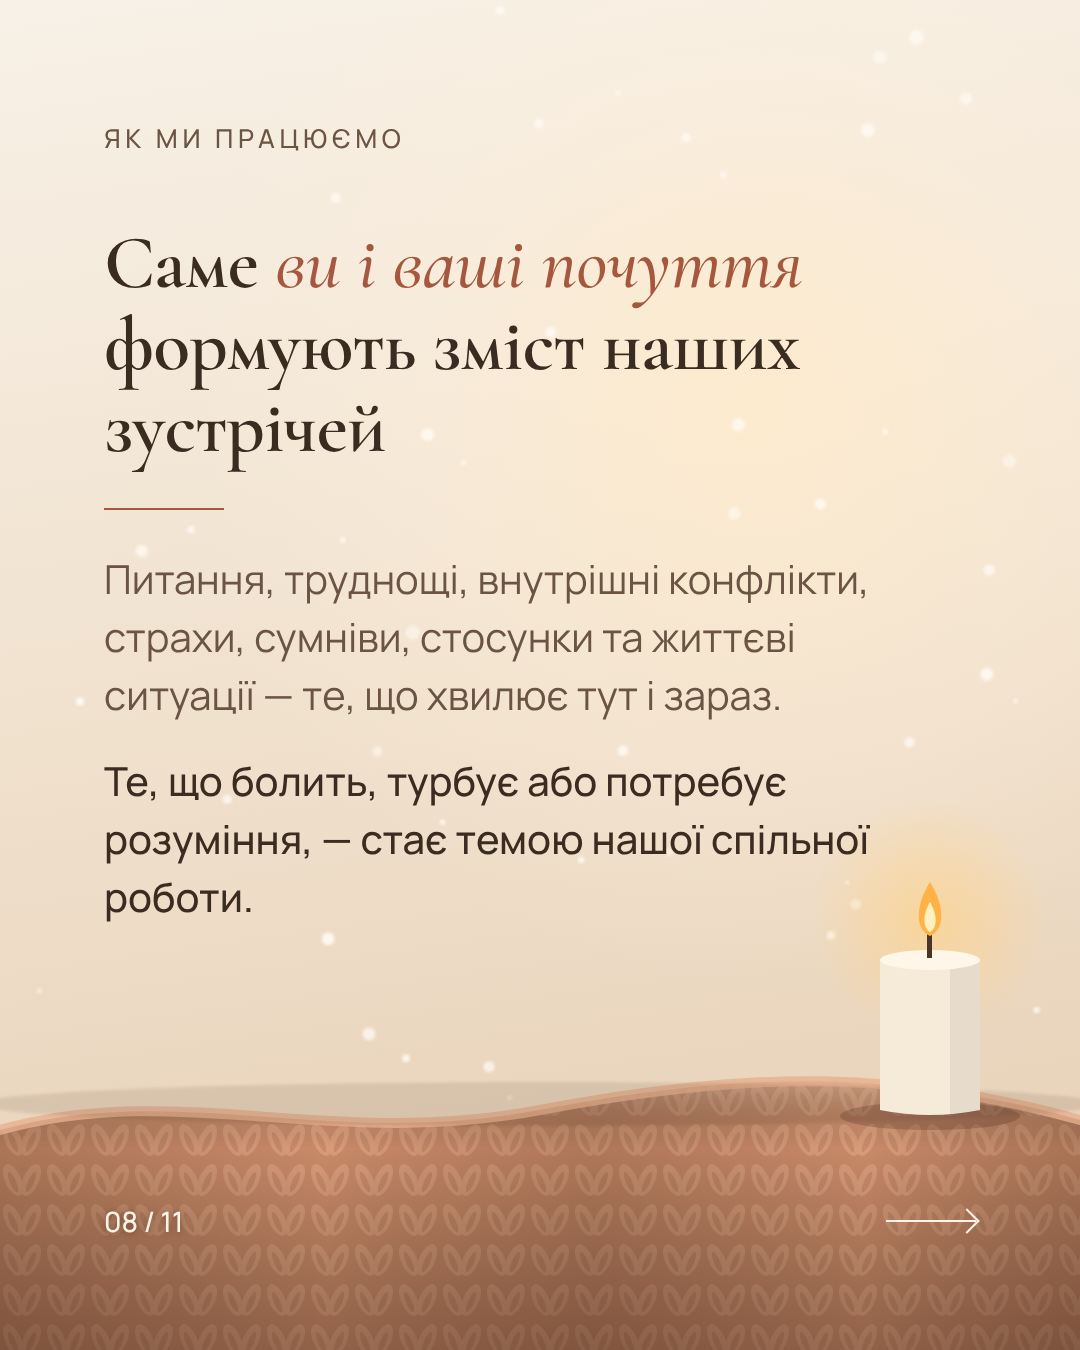 ЯК МИ ПРАЦЮЄМО
Саме ви і ваші почуття
формують зміст наших
зустрічей
Питання, труднощі, внутрішні конфлікти,
страхи, сумніви, стосунки та життєві
ситуації — те, що хвилює тут і зараз.
Те, що болить, турбує або потребує
розуміння, — стає темою нашої спільної
роботи.
08 / 11